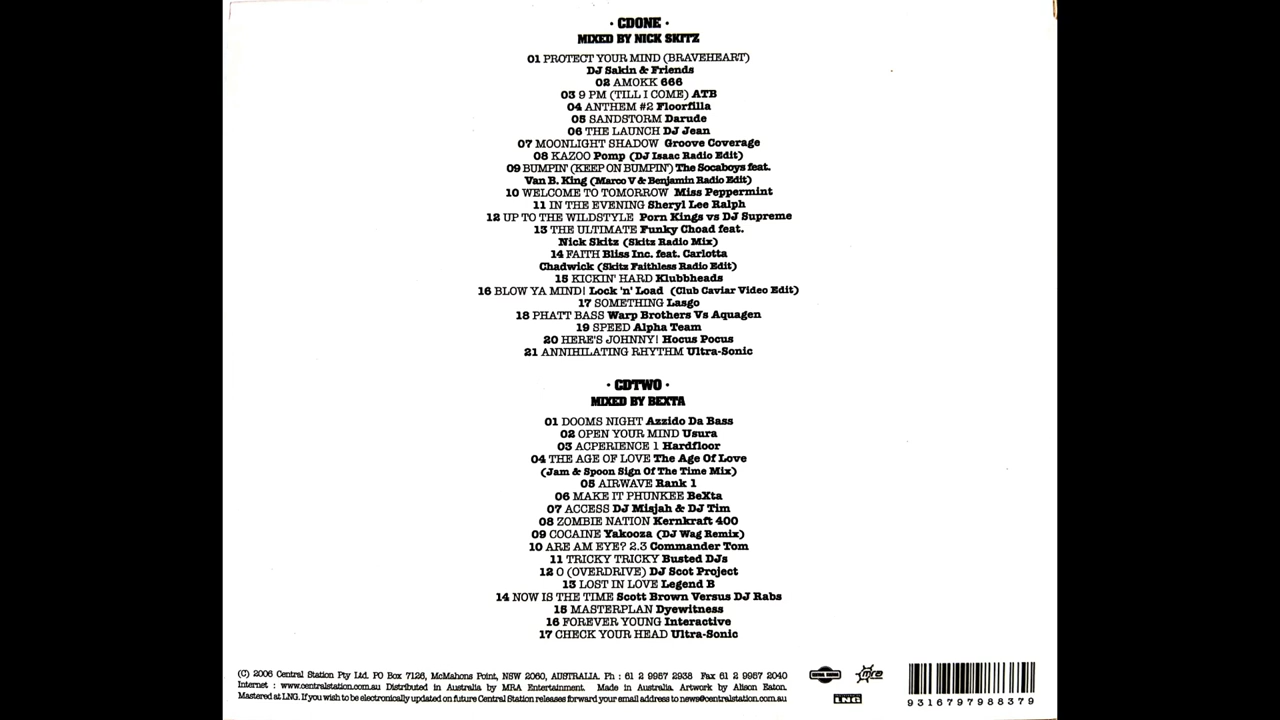 · CDONE ·
MIXED BY NICK SKITZ
01 PROTECT YOUR MIND (BRAVEHEART)
DJ Sakin & Friends
02 AMOKK 666
03 9 PM (TILL I COME) ATB
04 ANTHEM #2 Floorfilla
05 SANDSTORM Darude
06 THE LAUNCH DJ Jean
07 MOONLIGHT SHADOW Groove Coverage
08 KAZOO Pomp (DJ Isaac Radio Edit)
09 BUMPIN' (KEEP ON BUMPIN') The Socaboys feat.
Van B. King (Marco V & Benjamin Radio Edit)
10 WELCOME TO TOMORROW Miss Peppermint
11 IN THE EVENING Sheryl Lee Ralph
12 UP TO THE WILDSTYLE Porn Kings vs DJ Supreme
13 THE ULTIMATE Funky Choad feat.
Nick Skitz (Skitz Radio Mix)
14 FAITH Bliss Inc. feat. Carlotta
Chadwick (Skitz Faithless Radio Edit)
15 KICKIN' HARD Klubbheads
16 BLOW YA MIND! Lock 'n' Load (Club Caviar Video Edit)
17 SOMETHING Lasgo
18 PHATT BASS Warp Brothers Vs Aquagen
19 SPEED Alpha Team
20 HERE'S JOHNNY! Hocus Pocus
21 ANNIHILATING RHYTHM Ultra-Sonic
· CDTWO ·
MIXED BY BEXTA
01 DOOMS NIGHT Azzido Da Bass
02 OPEN YOUR MIND Usura
03 ACPERIENCE 1 Hardfloor
04 THE AGE OF LOVE The Age Of Love
(Jam & Spoon Sign Of The Time Mix)
05 AIRWAVE Rank 1
06 MAKE IT PHUNKEE BeXta
07 ACCESS DJ Misjah & DJ Tim
08 ZOMBIE NATION Kernkraft 400
09 COCAINE Yakooza (DJ Wag Remix)
10 ARE AM EYE? 2.3 Commander Tom
11 TRICKY TRICKY Busted DJs
12 O (OVERDRIVE) DJ Scot Project
13 LOST IN LOVE Legend B
14 NOW IS THE TIME Scott Brown Versus DJ Rabs
15 MASTERPLAN Dyewitness
16 FOREVER YOUNG Interactive
17 CHECK YOUR HEAD Ultra-Sonic
(C) 2006 Central Station Pty Ltd. PO Box 7126, McMahons Point, NSW 2060, AUSTRALIA. Ph : 61 2 9957 2938 Fax 61 2 9957 2040
Internet : www.centralstation.com.au Distributed in Australia by MRA Entertainment. Made in Australia. Artwork by Alison Eaton.
Mastered at LNG. If you wish to be electronically updated on future Central Station releases forward your email address to news@centralstation.com.au
CENTRAL STATION
mra
LNG
9316797988379